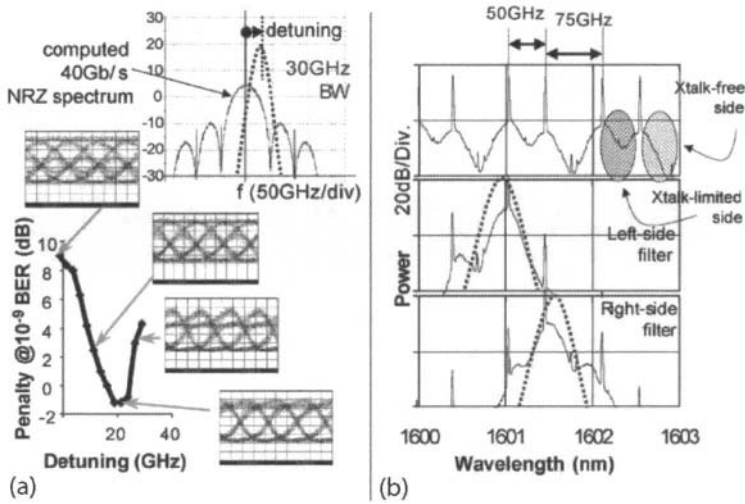 30
20
10
0
-10
-20
-30
detuning
computed
40Gb/s
NRZ spectrum
30GHz
BW
f (50GHz/div)
Penalty @10⁻⁹ BER (dB)
10
8
6
4
2
0
-2
0
20
40
Detuning (GHz)
(a)
50GHz
75GHz
Xtalk-free
side
Xtalk-limited
side
Left-side
filter
Right-side
filter
Power
20dB/Div.
1600
1601
1602
1603
Wavelength (nm)
(b)